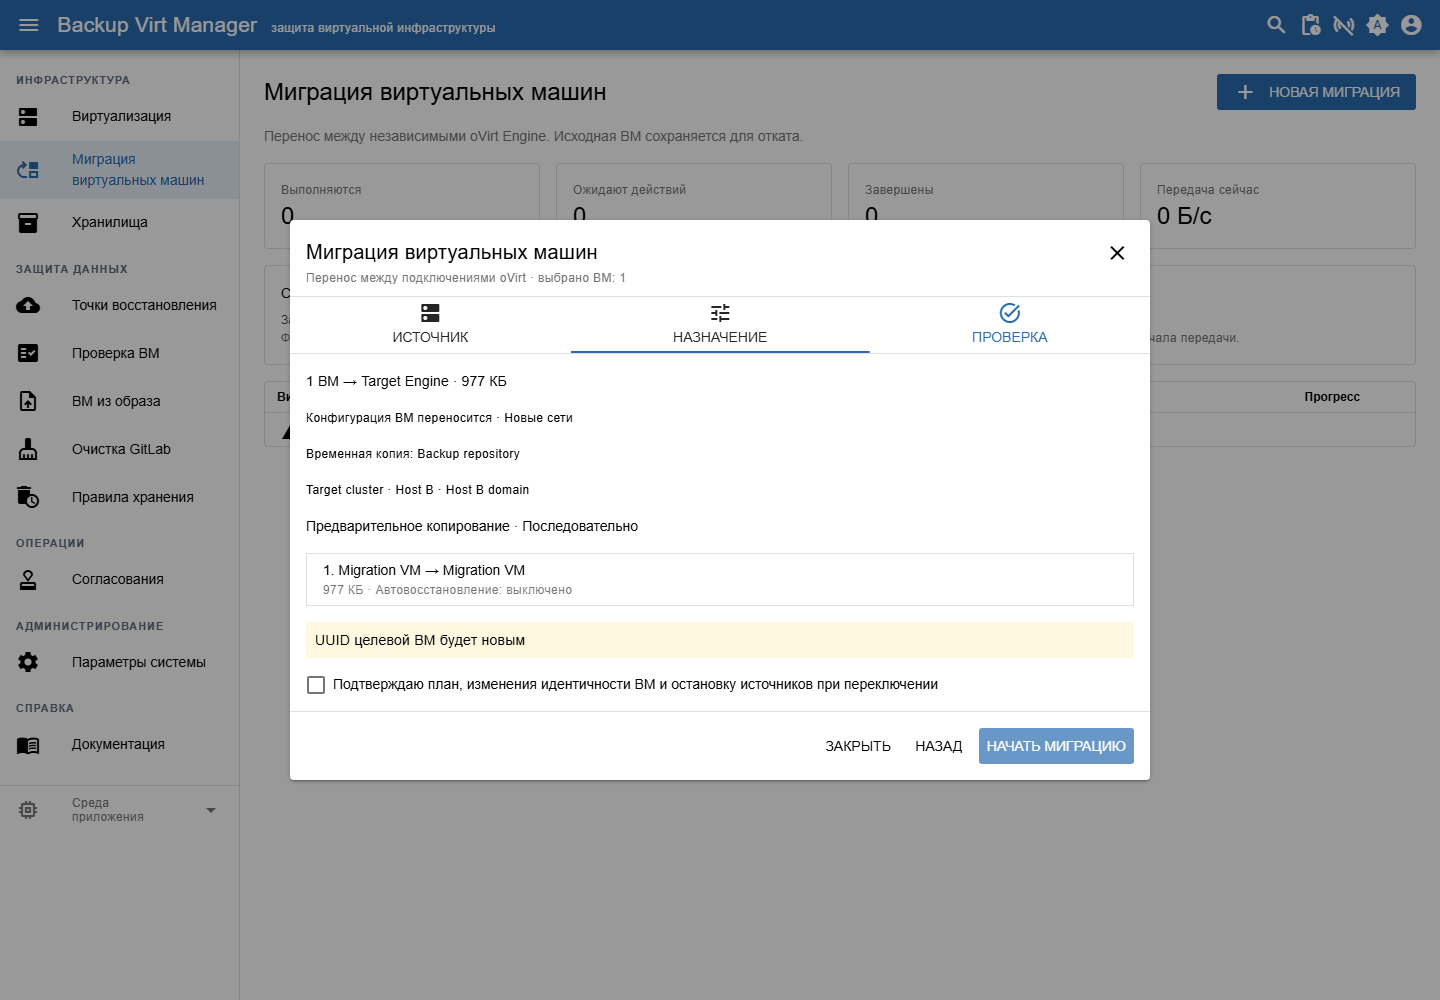 Backup Virt Manager защита виртуальной инфраструктуры
ИНФРАСТРУКТУРА
Виртуализация
Миграция
виртуальных машин
Хранилища
ЗАЩИТА ДАННЫХ
Точки восстановления
Проверка ВМ
ВМ из образа
Очистка GitLab
Правила хранения
ОПЕРАЦИИ
Согласования
АДМИНИСТРИРОВАНИЕ
Параметры системы
СПРАВКА
Документация
Среда
приложения
Миграция виртуальных машин
НОВАЯ МИГРАЦИЯ
Перенос между независимыми oVirt Engine. Исходная ВМ сохраняется для отката.
Выполняются
0
Ожидают действий
0
Завершены
0
Передача сейчас
0 Б/с
передачи.
Прогресс
Миграция виртуальных машин
Перенос между подключениями oVirt · выбрано ВМ: 1
ИСТОЧНИК
НАЗНАЧЕНИЕ
ПРОВЕРКА
1 ВМ → Target Engine · 977 КБ
Конфигурация ВМ переносится · Новые сети
Временная копия: Backup repository
Target cluster · Host B · Host B domain
Предварительное копирование · Последовательно
1. Migration VM → Migration VM
977 КБ · Автовосстановление: выключено
UUID целевой ВМ будет новым
Подтверждаю план, изменения идентичности ВМ и остановку источников при переключении
ЗАКРЫТЬ
НАЗАД
НАЧАТЬ МИГРАЦИЮ